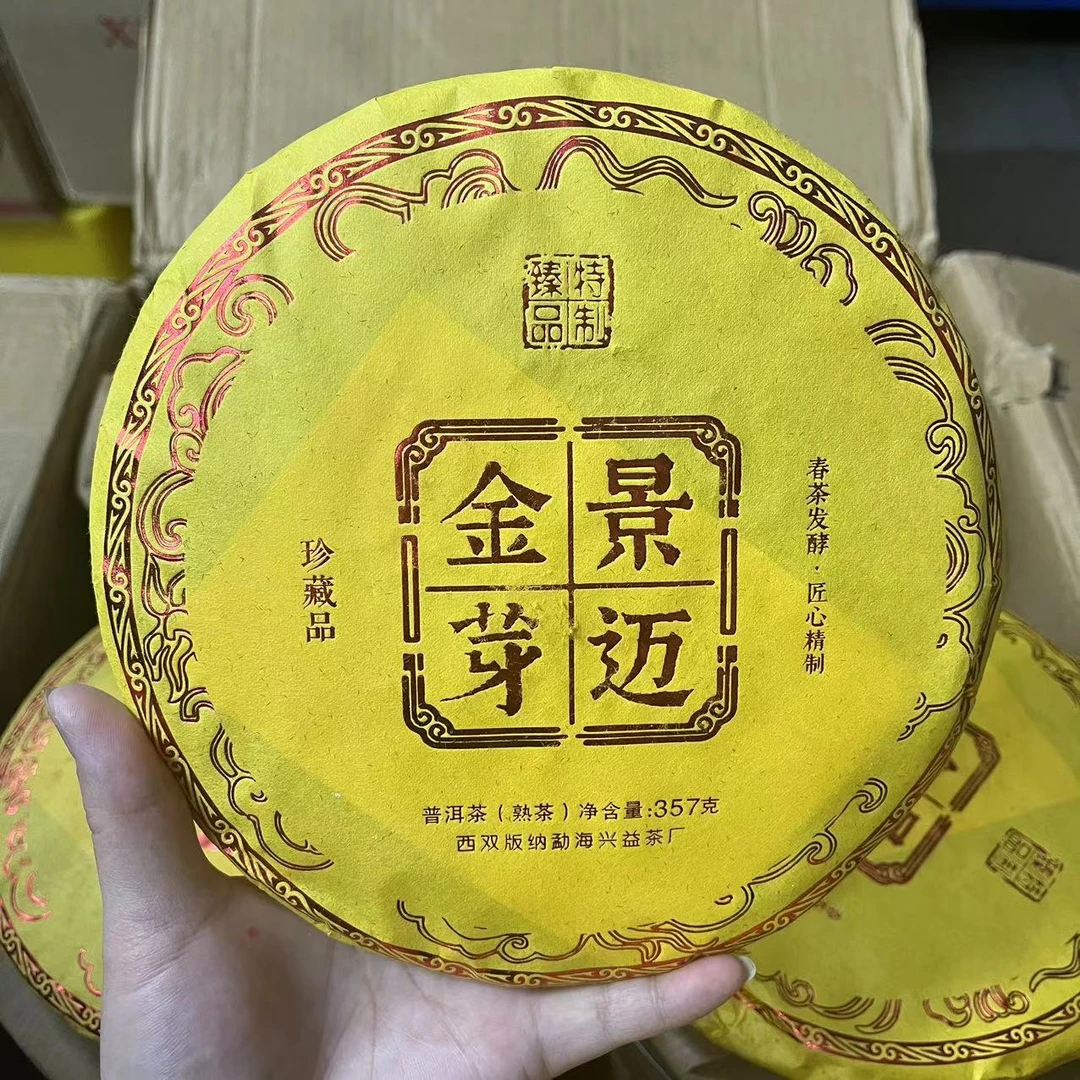 特制
臻品
景迈
金芽
春茶发酵·匠心精制
珍藏品
普洱茶(熟茶)净含量:357克
西双版纳勐海兴益茶厂